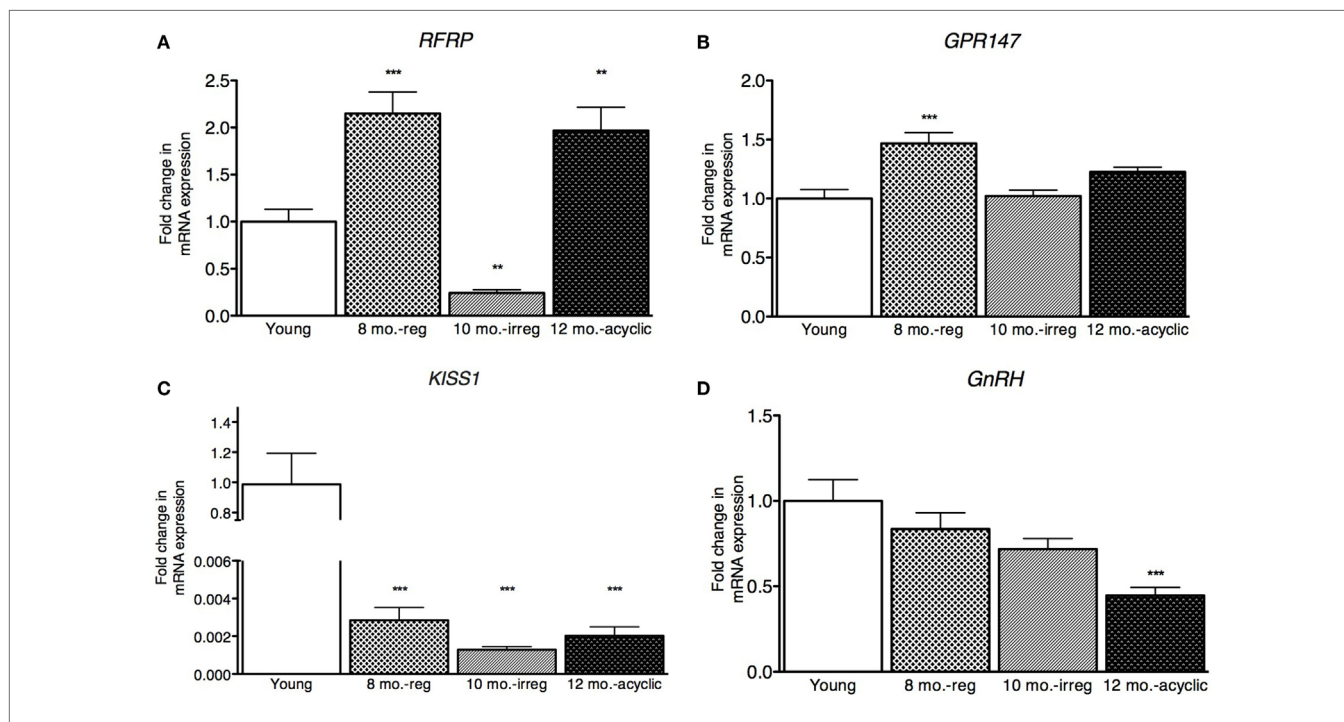 A
RFRP
Fold change in
mRNA expression
2.5
2.0
1.5
1.0
0.5
0.0
***
**
**
Young
8 mo.-reg
10 mo.-irreg
12 mo.-acyclic
B
GPR147
Fold change in
mRNA expression
2.0
1.5
1.0
0.5
0.0
***
Young
8 mo.-reg
10 mo.-irreg
12 mo.-acyclic
C
KISS1
Fold change in
mRNA expression
1.4
1.2
1.0
0.8
0.006
0.004
0.002
0.000
***
***
***
Young
8 mo.-reg
10 mo.-irreg
12 mo.-acyclic
D
GnRH
Fold change in
mRNA expression
1.5
1.0
0.5
0.0
***
Young
8 mo.-reg
10 mo.-irreg
12 mo.-acyclic